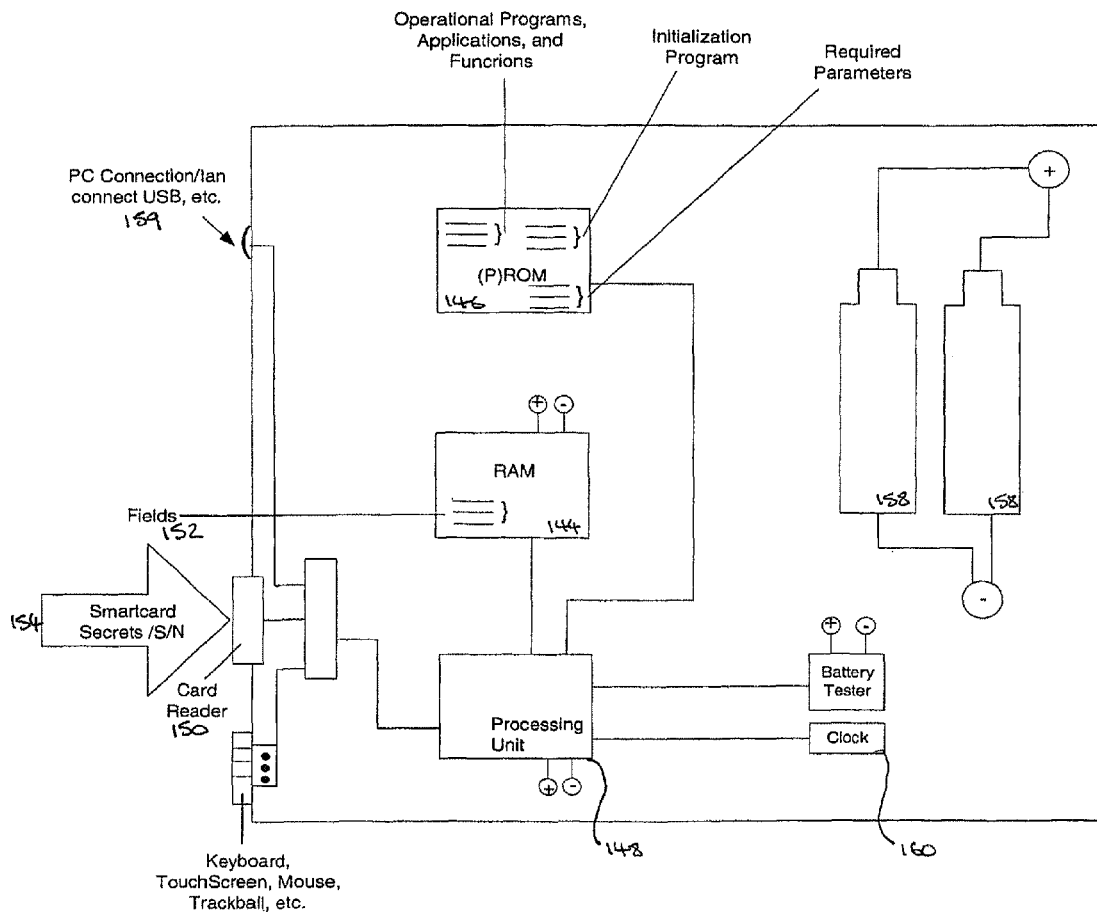 Operational Programs,
Applications, and
Funcrions
Initialization
Program
Required
Parameters
PC Connection/lan
connect USB, etc.
159
(P)ROM
146
+
158
158
-
+ -
RAM
144
Fields
152
154
Smartcard
Secrets /S/N
Card
Reader
150
Processing
Unit
+ -
148
+ -
Battery
Tester
Clock
160
Keyboard,
TouchScreen, Mouse,
Trackball, etc.